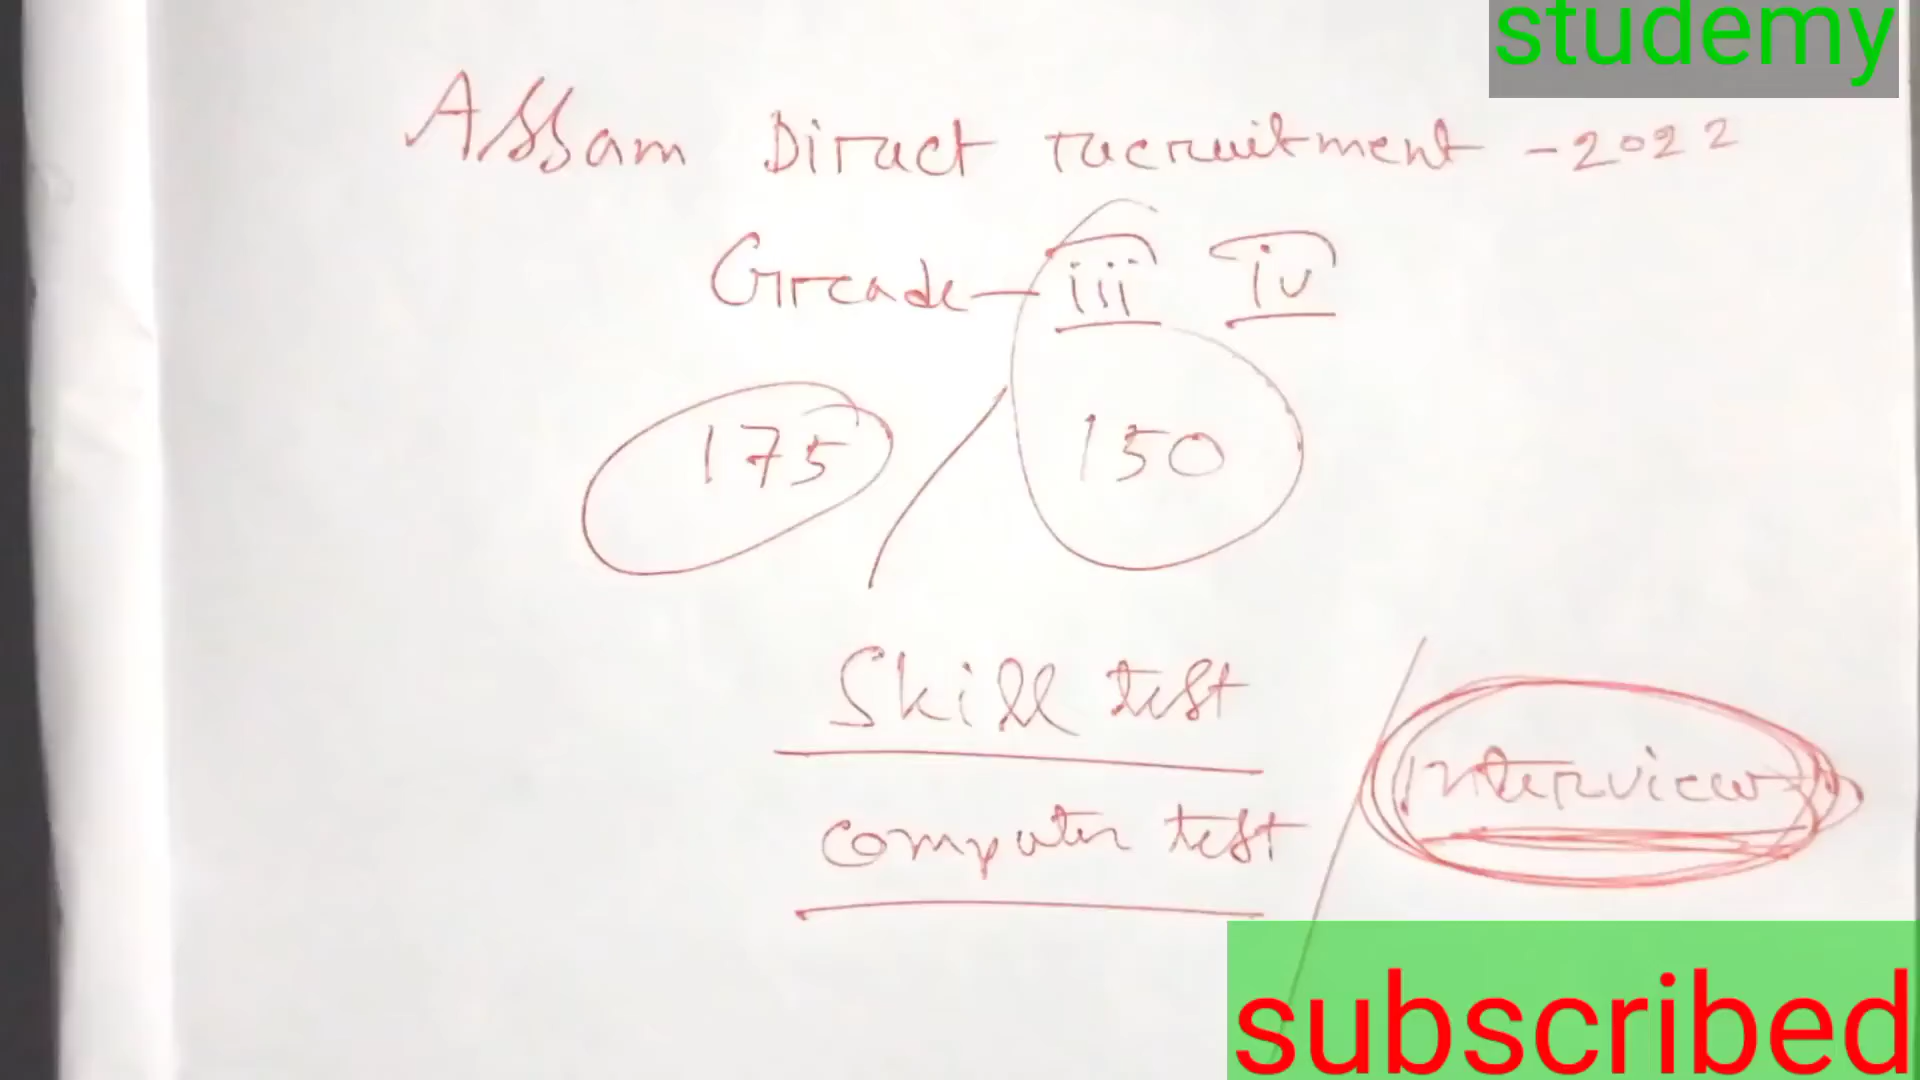 studemy
Assam Direct recruitment - 2022
Grade - iii iv
175 150
Skill test
interview
computer test
subscribed